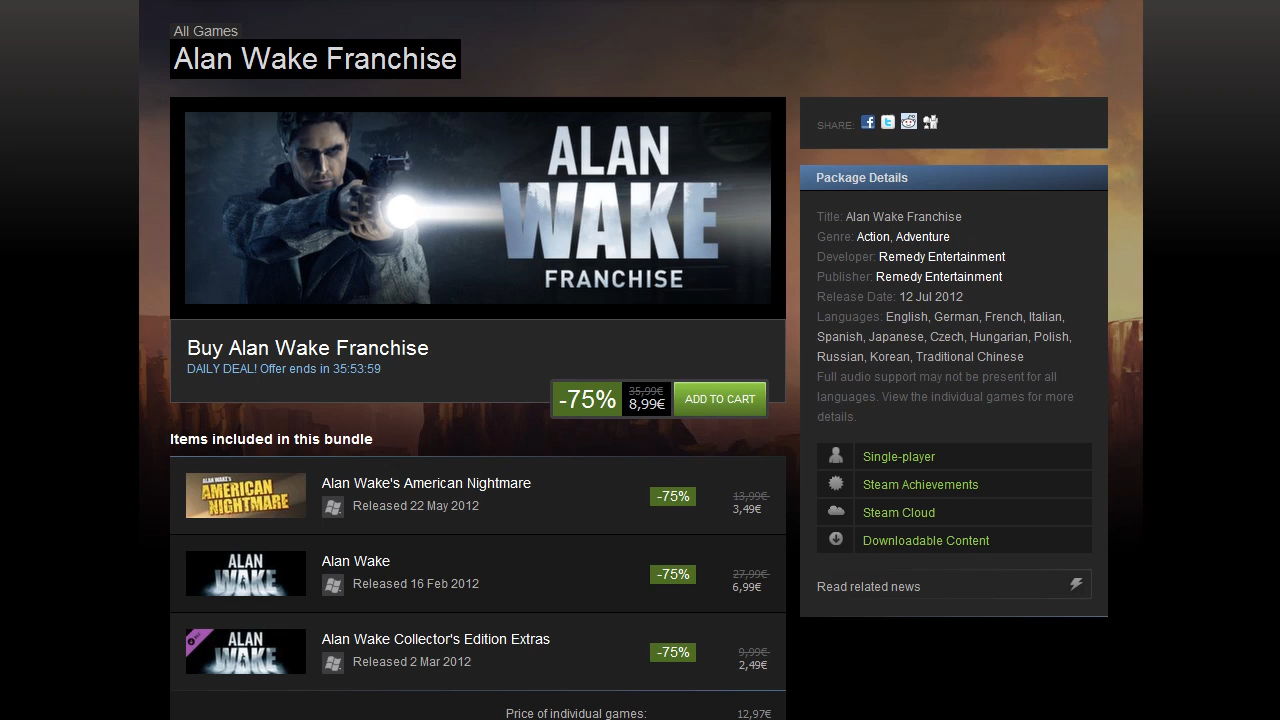 All Games
Alan Wake Franchise
ALAN
WAKE
FRANCHISE
Buy Alan Wake Franchise
DAILY DEAL! Offer ends in 35:53:59
-75%
35,99€
8,99€
ADD TO CART
Items included in this bundle
ALAN WAKE'S
AMERICAN
NIGHTMARE
Alan Wake's American Nightmare
Released 22 May 2012
-75%
13,99€
3,49€
ALAN
WAKE
Alan Wake
Released 16 Feb 2012
-75%
27,99€
6,99€
ALAN
WAKE
Alan Wake Collector's Edition Extras
Released 2 Mar 2012
-75%
9,99€
2,49€
Price of individual games: 12,97€
SHARE:
Package Details
Title: Alan Wake Franchise
Genre: Action, Adventure
Developer: Remedy Entertainment
Publisher: Remedy Entertainment
Release Date: 12 Jul 2012
Languages: English, German, French, Italian,
Spanish, Japanese, Czech, Hungarian, Polish,
Russian, Korean, Traditional Chinese
Full audio support may not be present for all
languages. View the individual games for more
details.
Single-player
Steam Achievements
Steam Cloud
Downloadable Content
Read related news